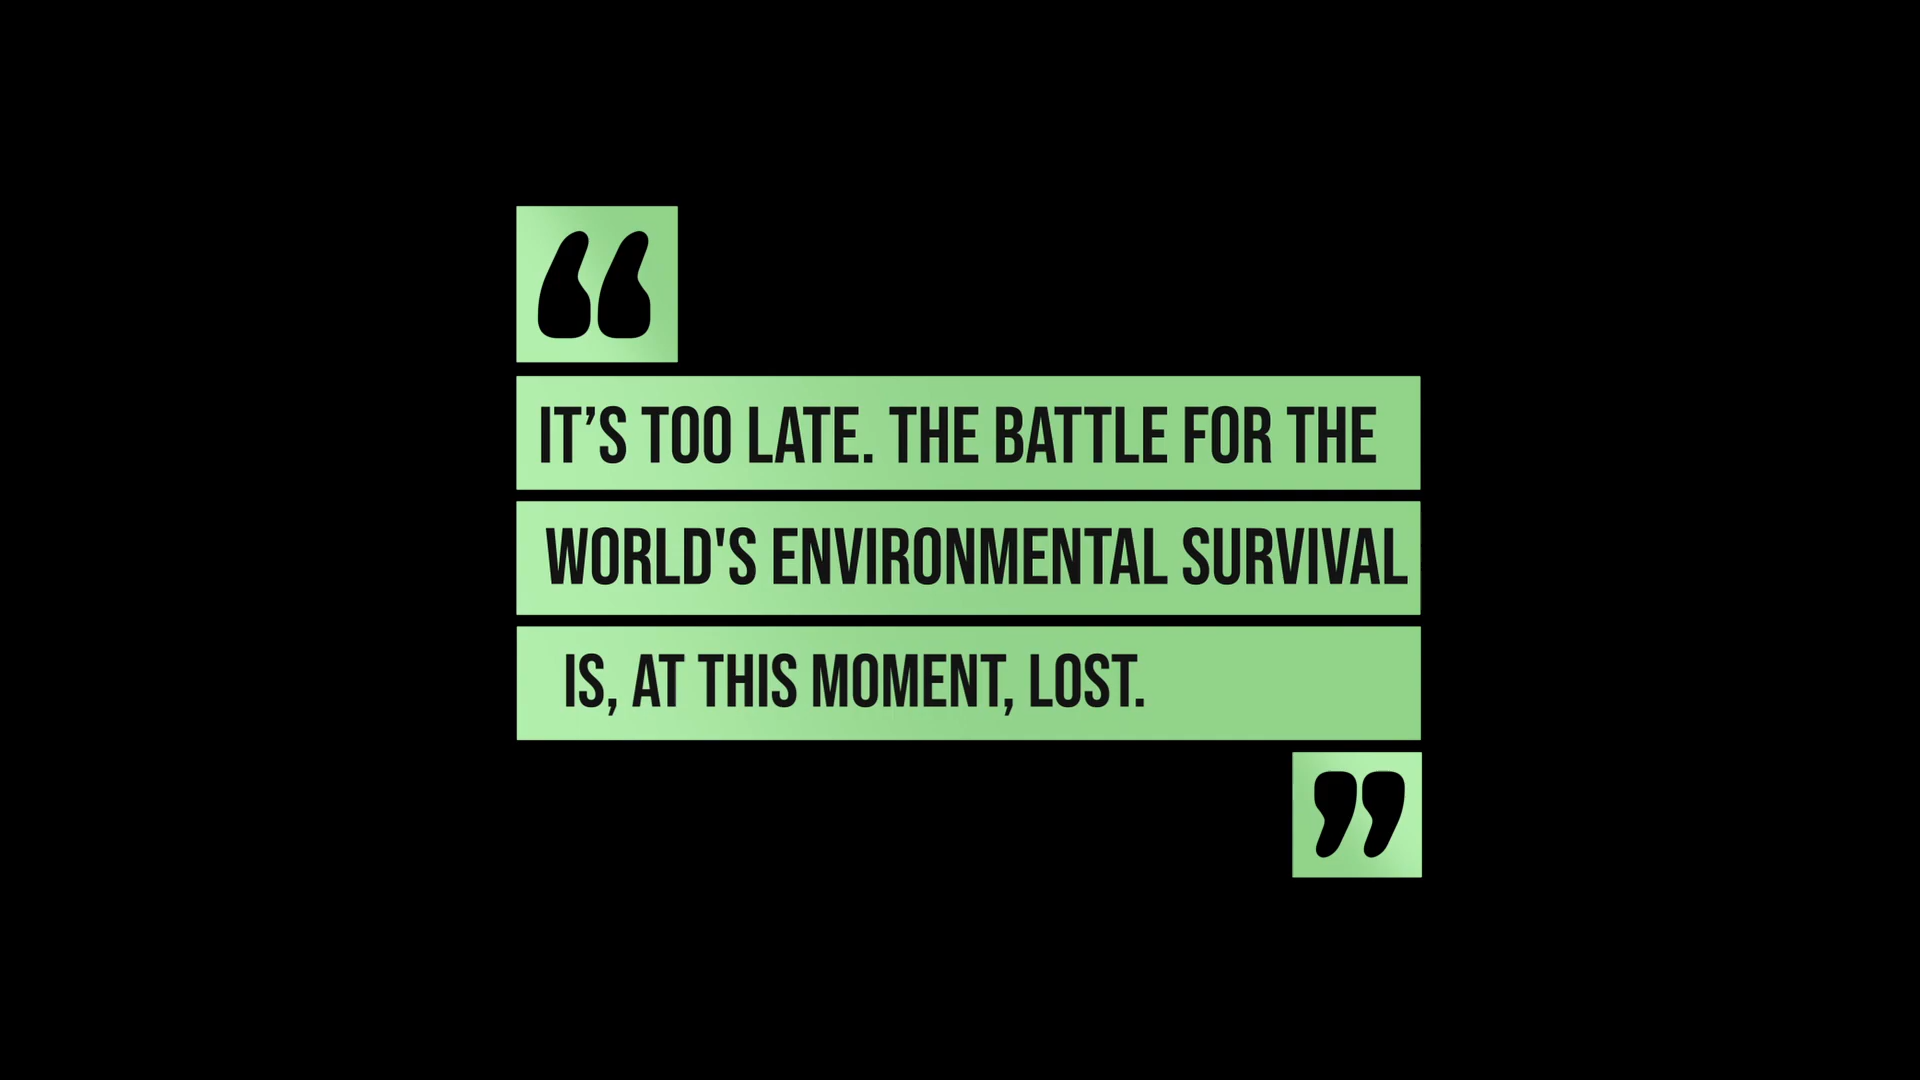 “
IT’S TOO LATE. THE BATTLE FOR THE
WORLD'S ENVIRONMENTAL SURVIVAL
IS, AT THIS MOMENT, LOST.
”